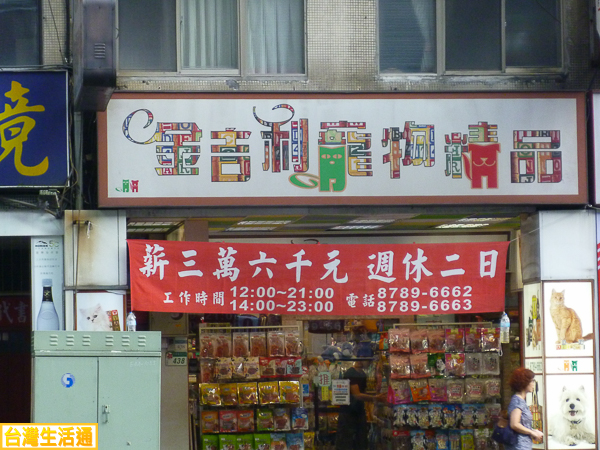 竟
金吉利寵物精品
薪三萬六千元 週休二日
工作時間 12:00~21:00 電話 8789-6662
14:00~23:00 8789-6663
438
台灣生活通